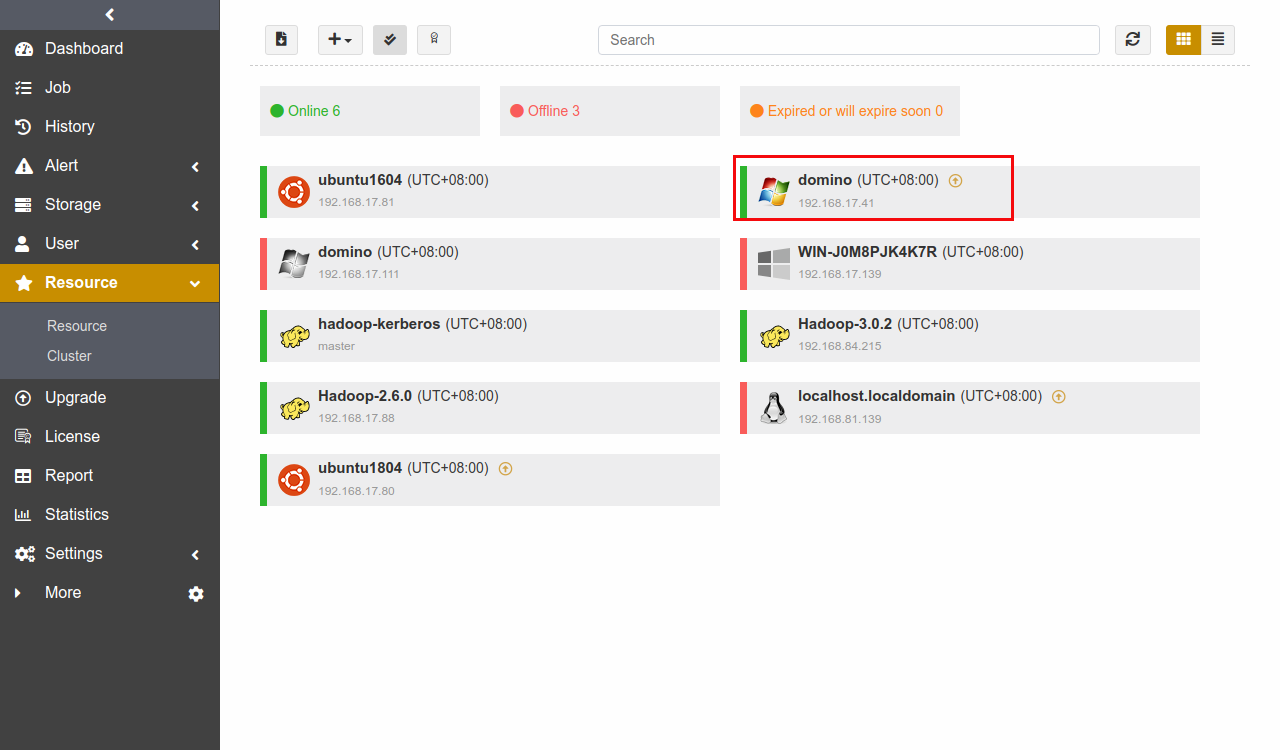 Dashboard
Job
History
Alert
Storage
User
Resource
Resource
Cluster
Upgrade
License
Report
Statistics
Settings
More
Search
Online 6
Offline 3
Expired or will expire soon 0
ubuntu1604 (UTC+08:00)
192.168.17.81
domino (UTC+08:00)
192.168.17.41
domino (UTC+08:00)
192.168.17.111
WIN-J0M8PJK4K7R (UTC+08:00)
192.168.17.139
hadoop-kerberos (UTC+08:00)
master
Hadoop-3.0.2 (UTC+08:00)
192.168.84.215
Hadoop-2.6.0 (UTC+08:00)
192.168.17.88
localhost.localdomain (UTC+08:00)
192.168.81.139
ubuntu1804 (UTC+08:00)
192.168.17.80